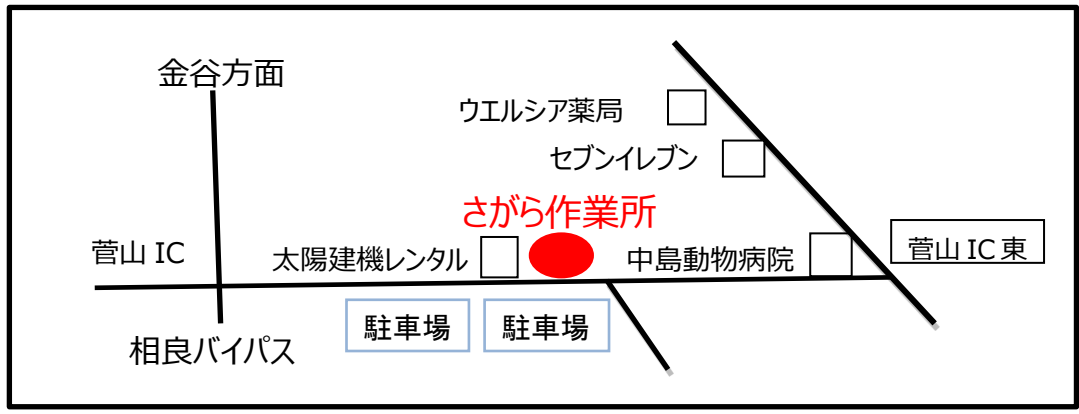 金谷方面
ウエルシア薬局
セブンイレブン
さがら作業所
菅山 IC
太陽建機レンタル
中島動物病院
菅山 IC 東
駐車場
駐車場
相良バイパス